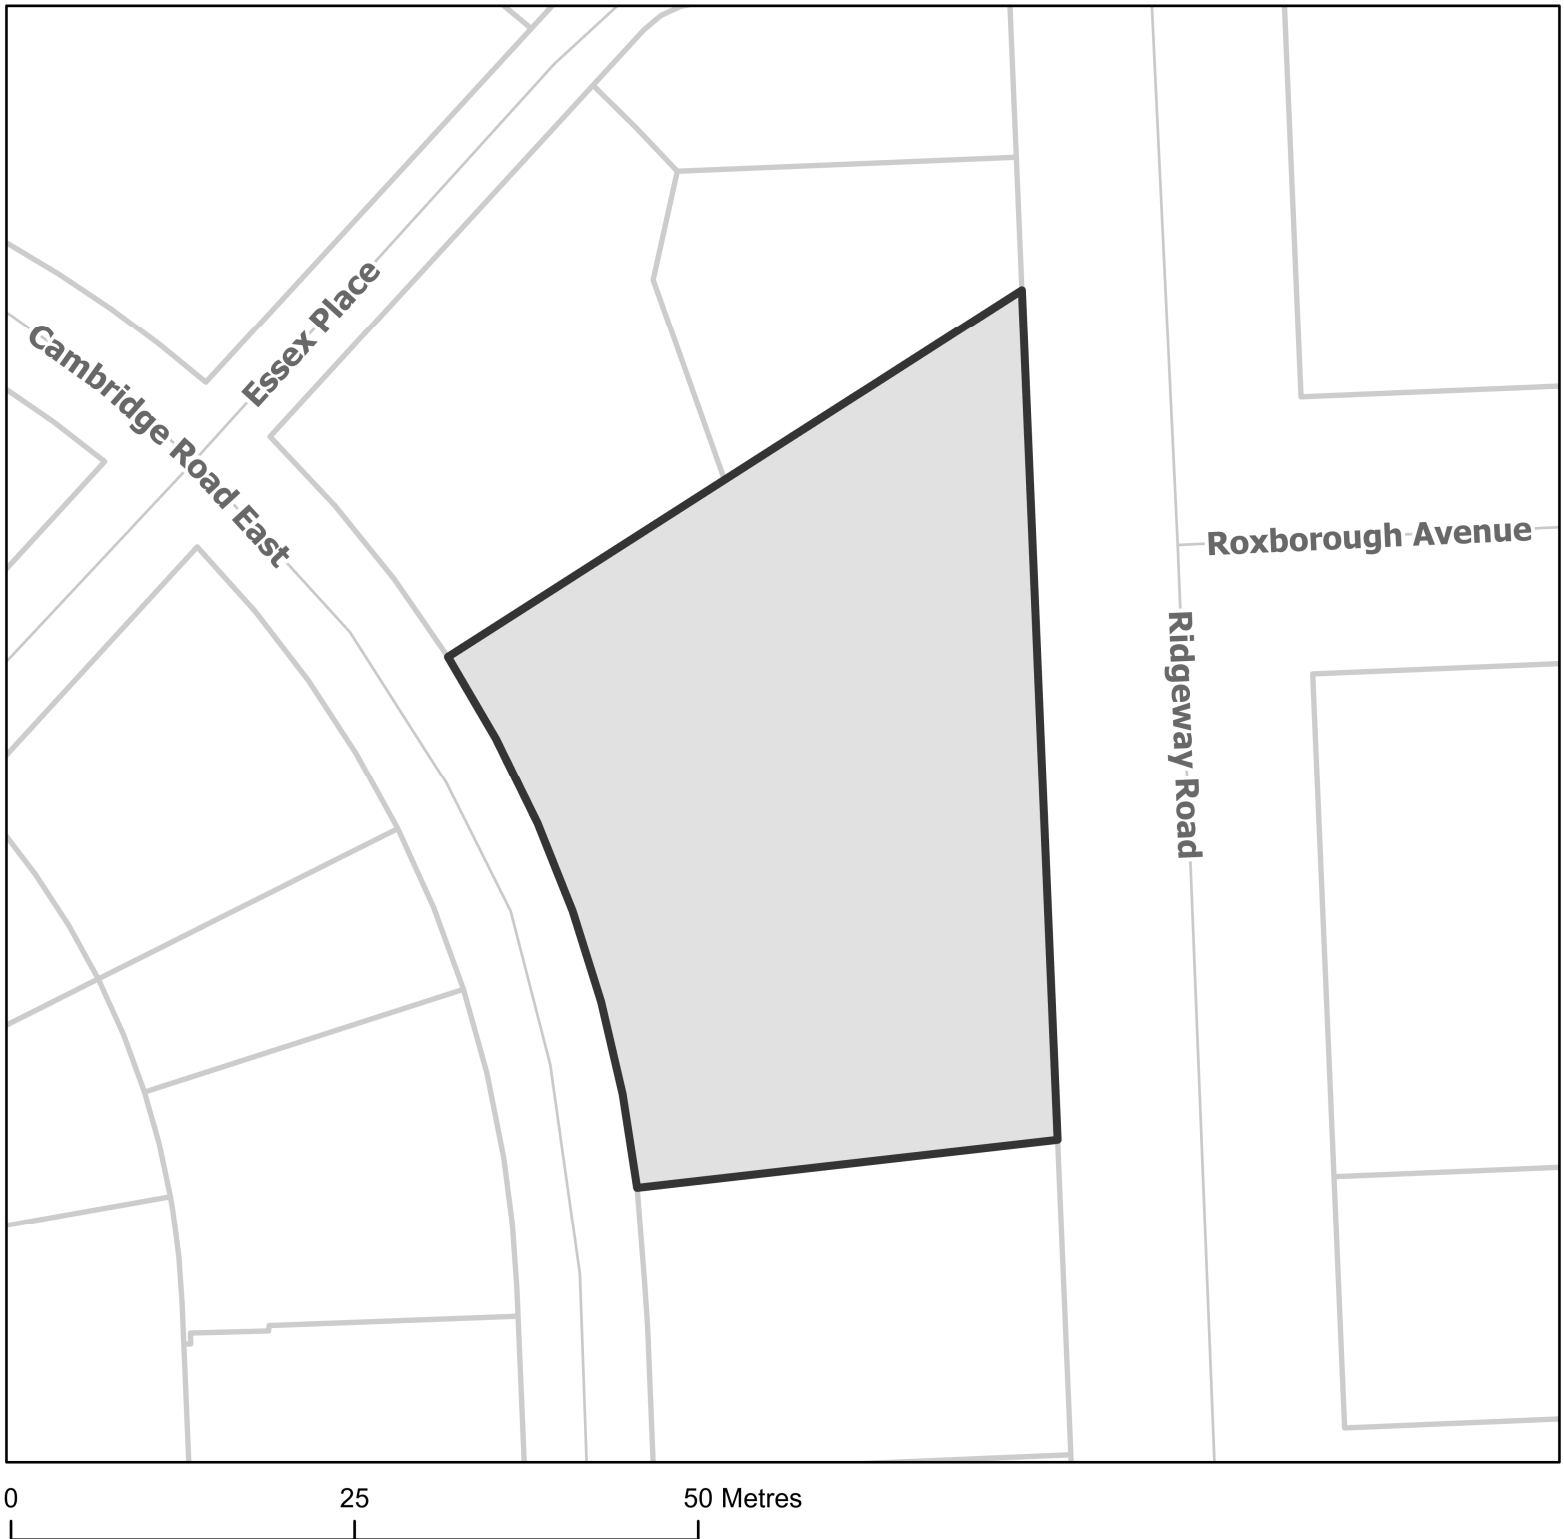 Essex Place
Cambridge Road East
Roxborough Avenue
Ridgeway Road
0 25 50 Metres